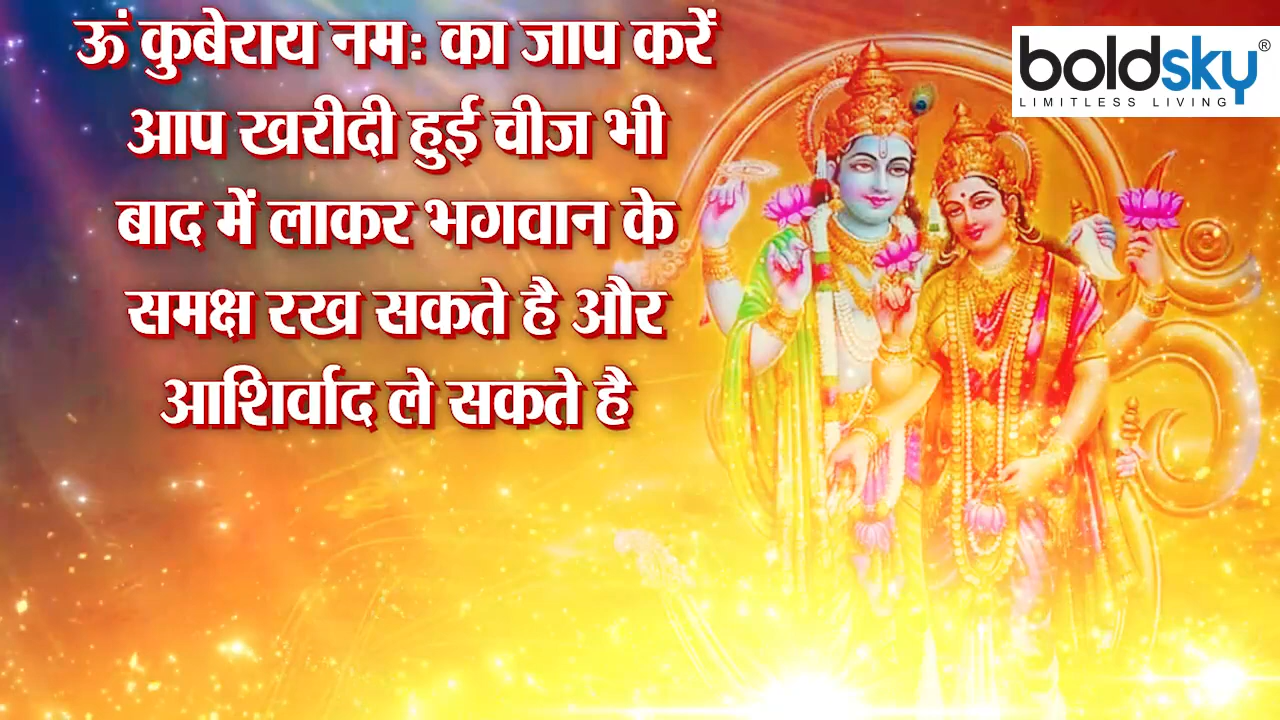 ऊं कुबेराय नमः का जाप करें
आप खरीदी हुई चीज भी
बाद में लाकर भगवान के
समक्ष रख सकते है और
आशिर्वाद ले सकते है
boldsky®
LIMITLESS LIVING